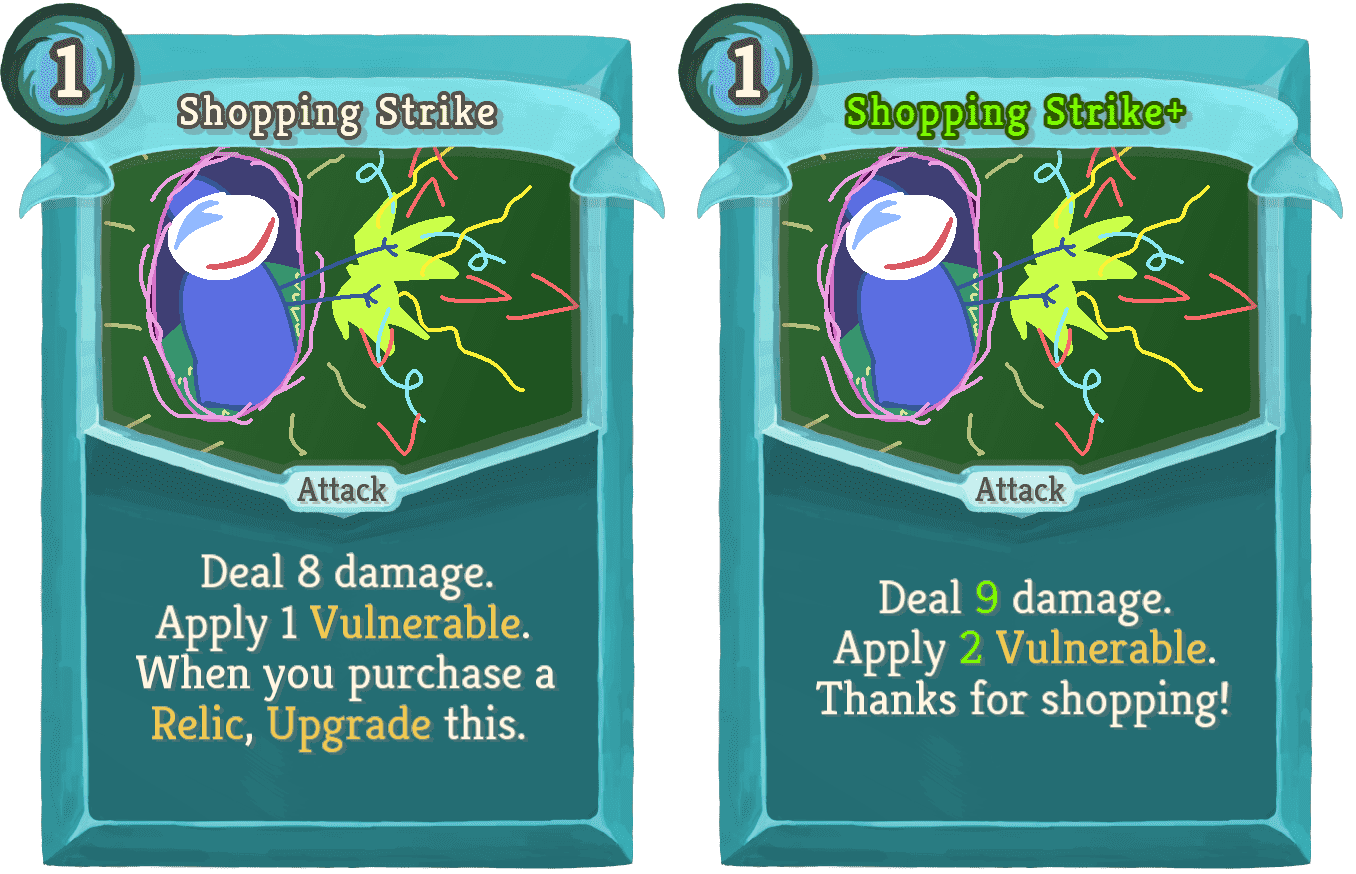 1
Shopping Strike
Attack
Deal 8 damage.
Apply 1 Vulnerable.
When you purchase a
Relic, Upgrade this.
1
Shopping Strike+
Attack
Deal 9 damage.
Apply 2 Vulnerable.
Thanks for shopping!